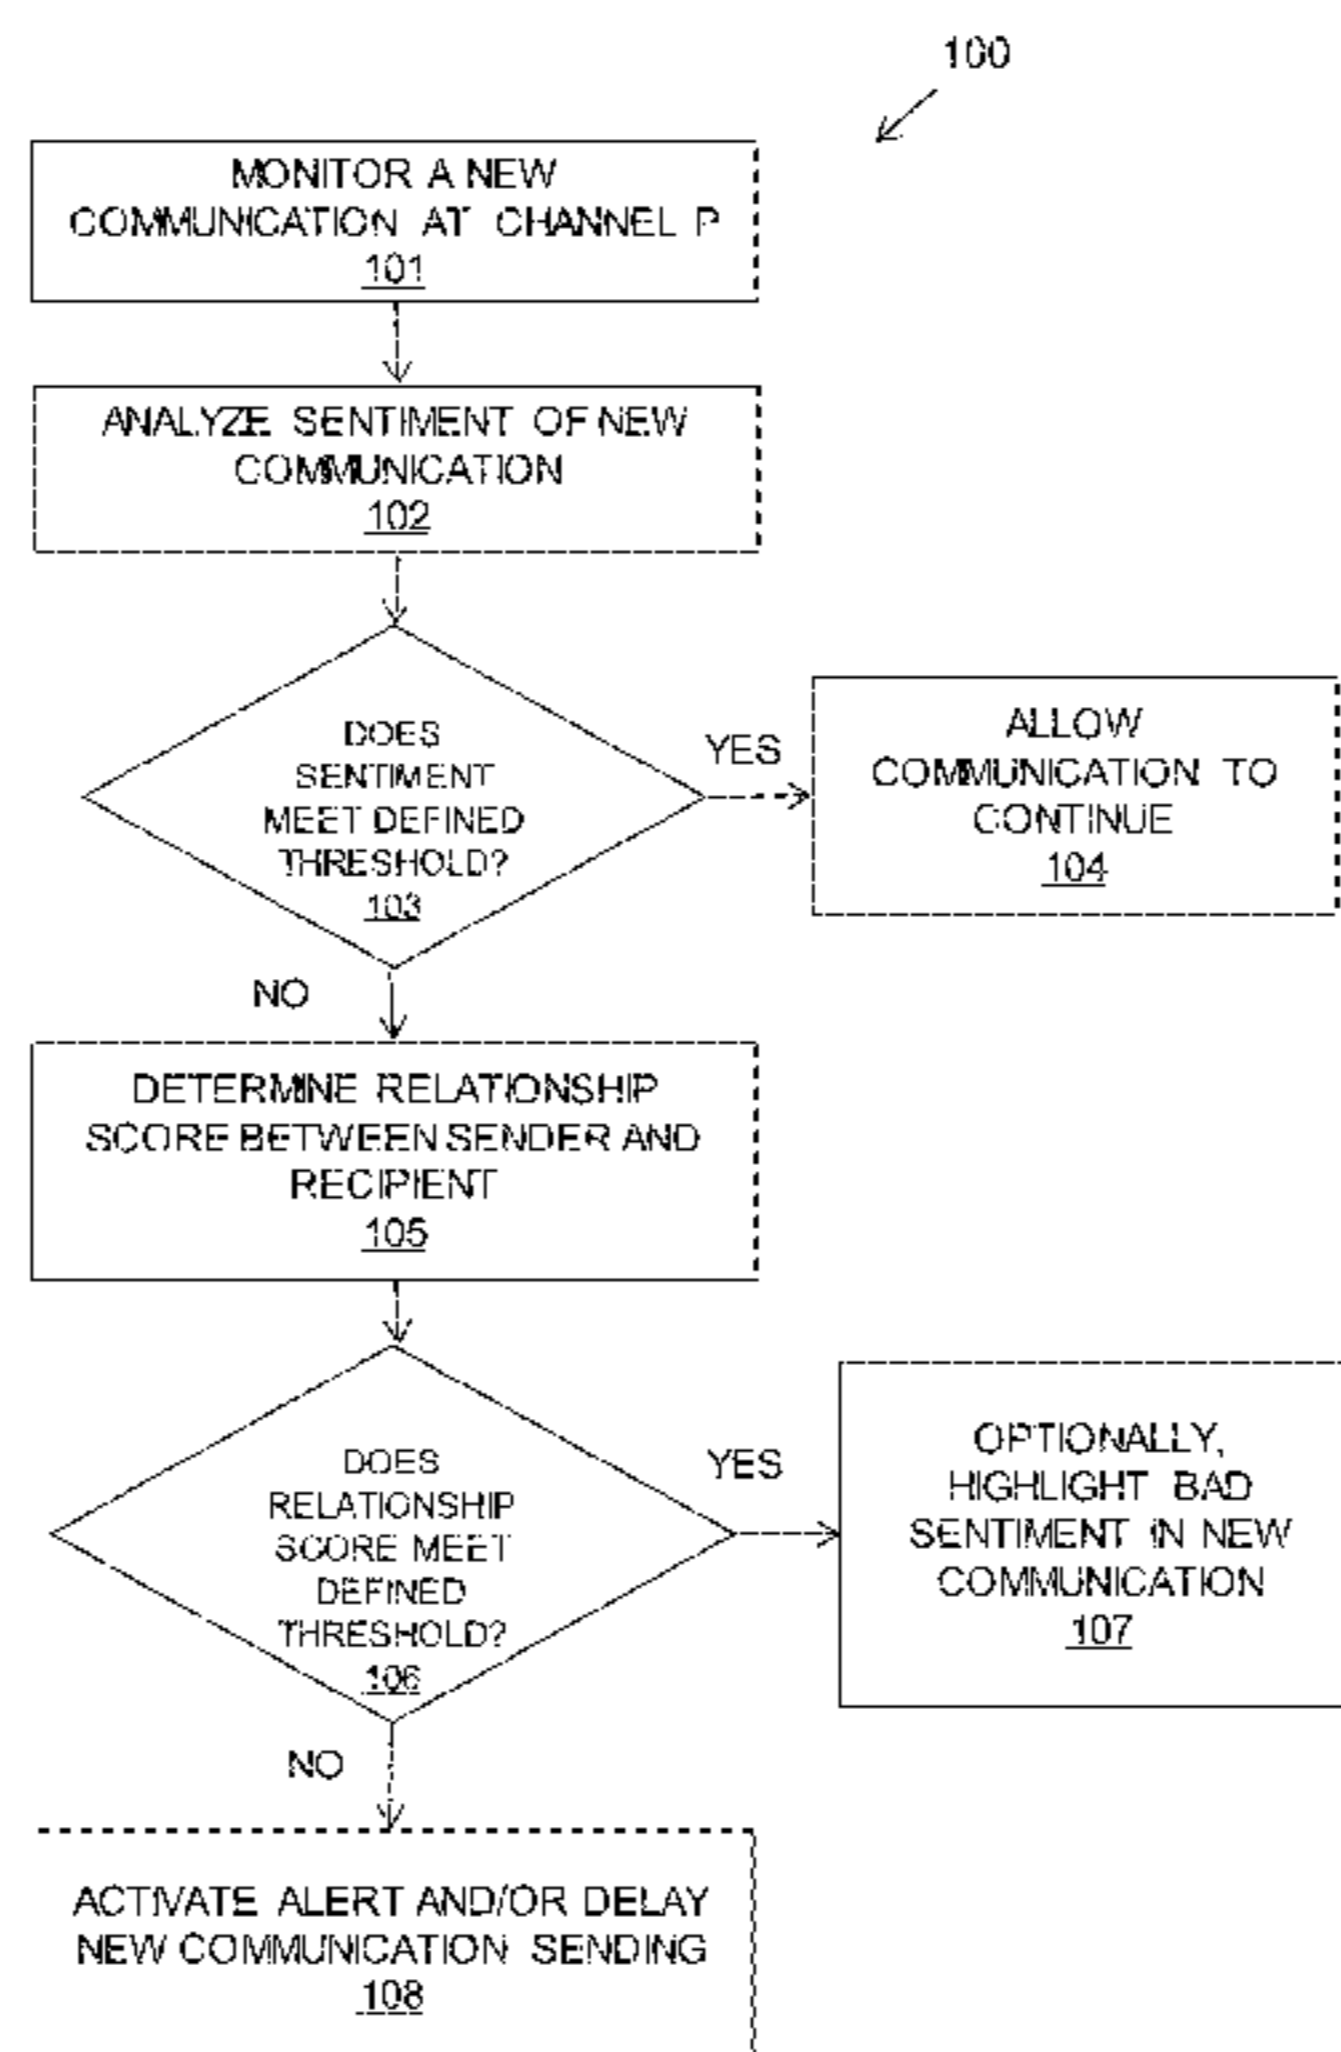 100
MONITOR A NEW
COMMUNICATION AT CHANNEL P
101
ANALYZE SENTIMENT OF NEW
COMMUNICATION
102
DOES
SENTIMENT
MEET DEFINED
THRESHOLD?
103
YES
ALLOW
COMMUNICATION TO
CONTINUE
104
NO
DETERMINE RELATIONSHIP
SCORE BETWEEN SENDER AND
RECIPIENT
105
DOES
RELATIONSHIP
SCORE MEET
DEFINED
THRESHOLD?
106
YES
OPTIONALLY,
HIGHLIGHT BAD
SENTIMENT IN NEW
COMMUNICATION
107
NO
ACTIVATE ALERT AND/OR DELAY
NEW COMMUNICATION SENDING
108